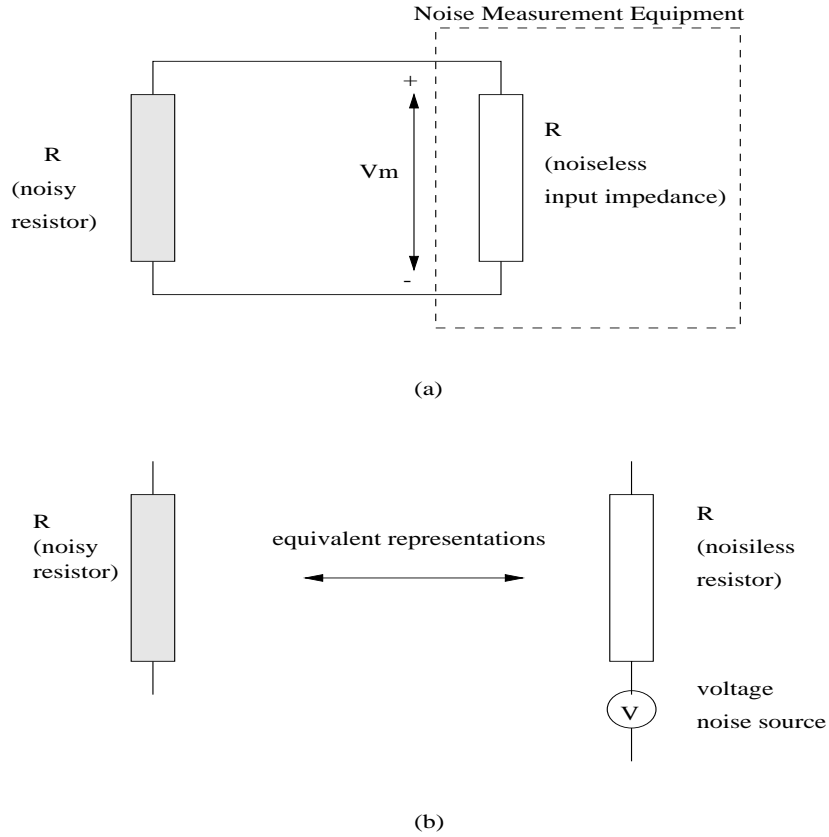 Noise Measurement Equipment
+
R
(noisy
resistor)
Vm
R
(noiseless
input impedance)
-
(a)
R
(noisy
resistor)
equivalent representations
R
(noisiless
resistor)
V
voltage
noise source
(b)